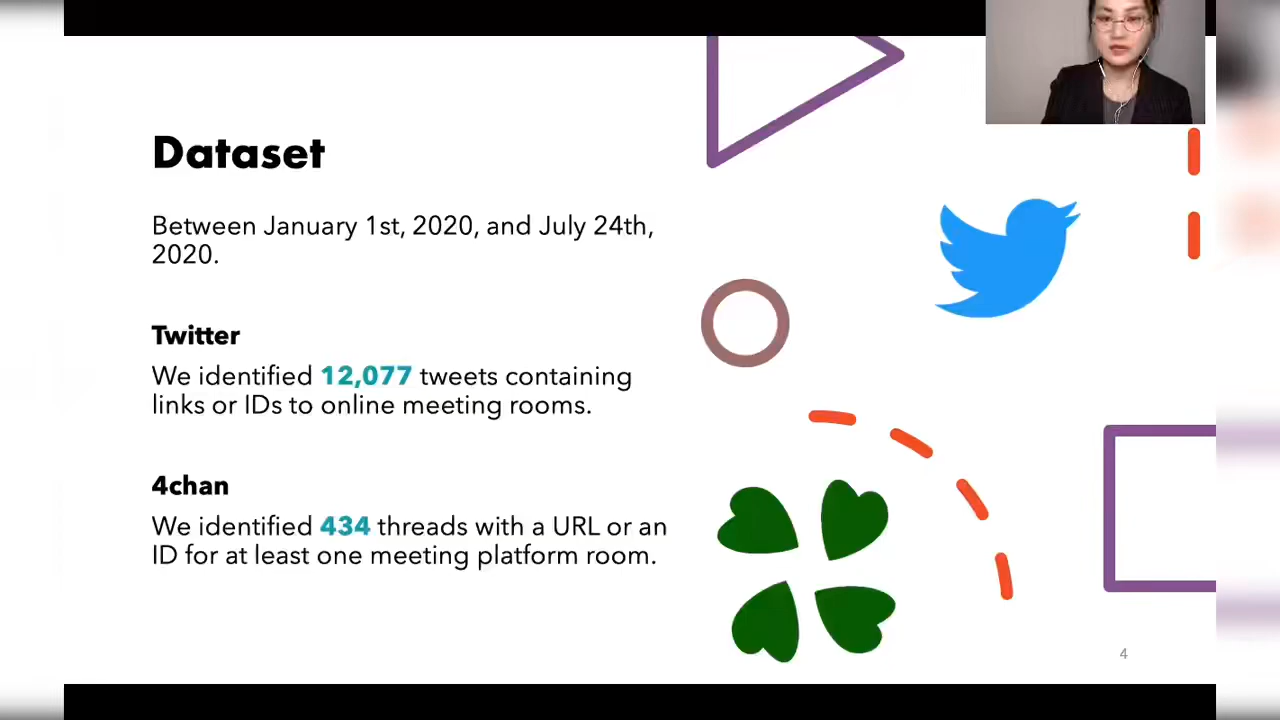 Dataset
Between January 1st, 2020, and July 24th,
2020.
Twitter
We identified 12,077 tweets containing
links or IDs to online meeting rooms.
4chan
We identified 434 threads with a URL or an
ID for at least one meeting platform room.
4